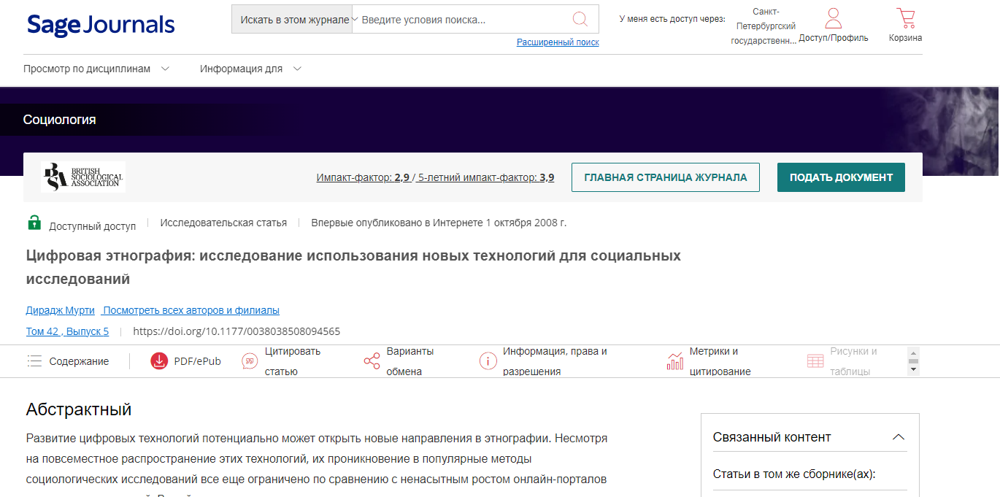 Sage Journals
Искать в этом журнале
Введите условия поиска...
Расширенный поиск
У меня есть доступ через:
Санкт-
Петербургский
государственн...
Доступ/Профиль
Корзина
Просмотр по дисциплинам
Информация для
Социология
BRITISH
SOCIOLOGICAL
ASSOCIATION
Импакт-фактор: 2,9 / 5-летний импакт-фактор: 3,9
ГЛАВНАЯ СТРАНИЦА ЖУРНАЛА
ПОДАТЬ ДОКУМЕНТ
Доступный доступ
Исследовательская статья
Впервые опубликовано в Интернете 1 октября 2008 г.
Цифровая этнография: исследование использования новых технологий для социальных
исследований
Дирадж Мурти Посмотреть всех авторов и филиалы
Том 42 , Выпуск 5
https://doi.org/10.1177/0038038508094565
Содержание
PDF/ePub
Цитировать
статью
Варианты
обмена
Информация, права и
разрешения
Метрики и
цитирование
Рисунки и
таблицы
Абстрактный
Развитие цифровых технологий потенциально может открыть новые направления в этнографии. Несмотря
на повсеместное распространение этих технологий, их проникновение в популярные методы
социологических исследований все еще ограничено по сравнению с ненасытным ростом онлайн-порталов
Связанный контент
Статьи в том же сборнике(ах):